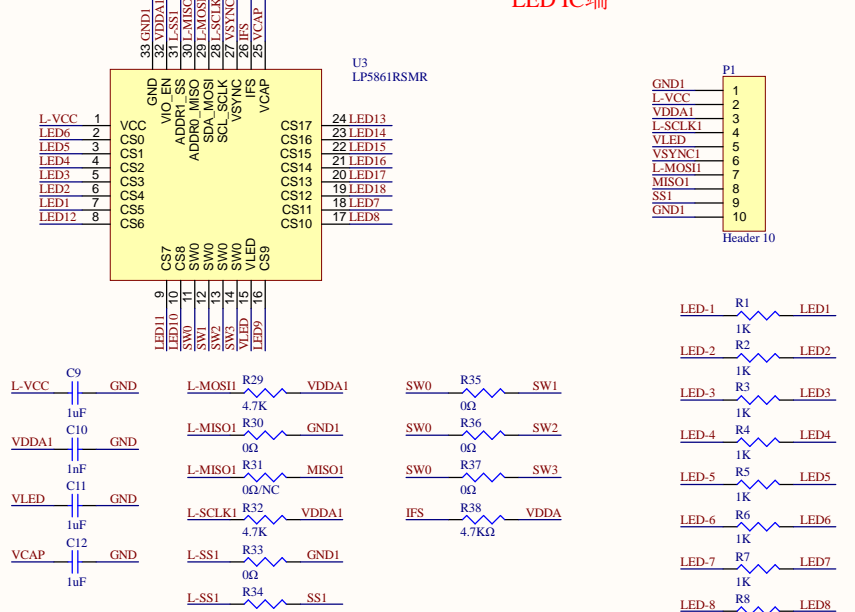 LED IC端
33 GND1
32 VDDA1
31 L-SS1
30 L-MISO1
29 L-MOSI1
28 L-SCLK1
27 VSYNC1
26 IFS
25 VCAP
U3
LP5861RSMR
GND
VIO_EN
ADDR1_SS
ADDR0_MISO
SDA_MOSI
SCL_SCLK
VSYNC
IFS
VCAP
L-VCC 1 VCC
LED6 2 CS0
LED5 3 CS1
LED4 4 CS2
LED3 5 CS3
LED2 6 CS4
LED1 7 CS5
LED12 8 CS6
CS17 24 LED13
CS16 23 LED14
CS15 22 LED15
CS14 21 LED16
CS13 20 LED17
CS12 19 LED18
CS11 18 LED7
CS10 17 LED8
CS7 9 LED11
CS8 10 LED10
SW0 11 SW0
SW0 12 SW1
SW0 13 SW2
SW0 14 SW3
VLED 15 VLED
CS9 16 LED9
P1
GND1 1
L-VCC 2
VDDA1 3
L-SCLK1 4
VLED 5
VSYNC1 6
L-MOSI1 7
MISO1 8
SS1 9
GND1 10
Header 10
C9
L-VCC GND
1uF
C10
VDDA1 GND
1nF
C11
VLED GND
1uF
C12
VCAP GND
1uF
L-MOSI1 R29 VDDA1
4.7K
L-MISO1 R30 GND1
0Ω
L-MISO1 R31 MISO1
0Ω/NC
L-SCLK1 R32 VDDA1
4.7K
L-SS1 R33 GND1
0Ω
L-SS1 R34 SS1
SW0 R35 SW1
0Ω
SW0 R36 SW2
0Ω
SW0 R37 SW3
0Ω
IFS R38 VDDA
4.7KΩ
LED-1 R1 LED1
1K
LED-2 R2 LED2
1K
LED-3 R3 LED3
1K
LED-4 R4 LED4
1K
LED-5 R5 LED5
1K
LED-6 R6 LED6
1K
LED-7 R7 LED7
1K
LED-8 R8 LED8